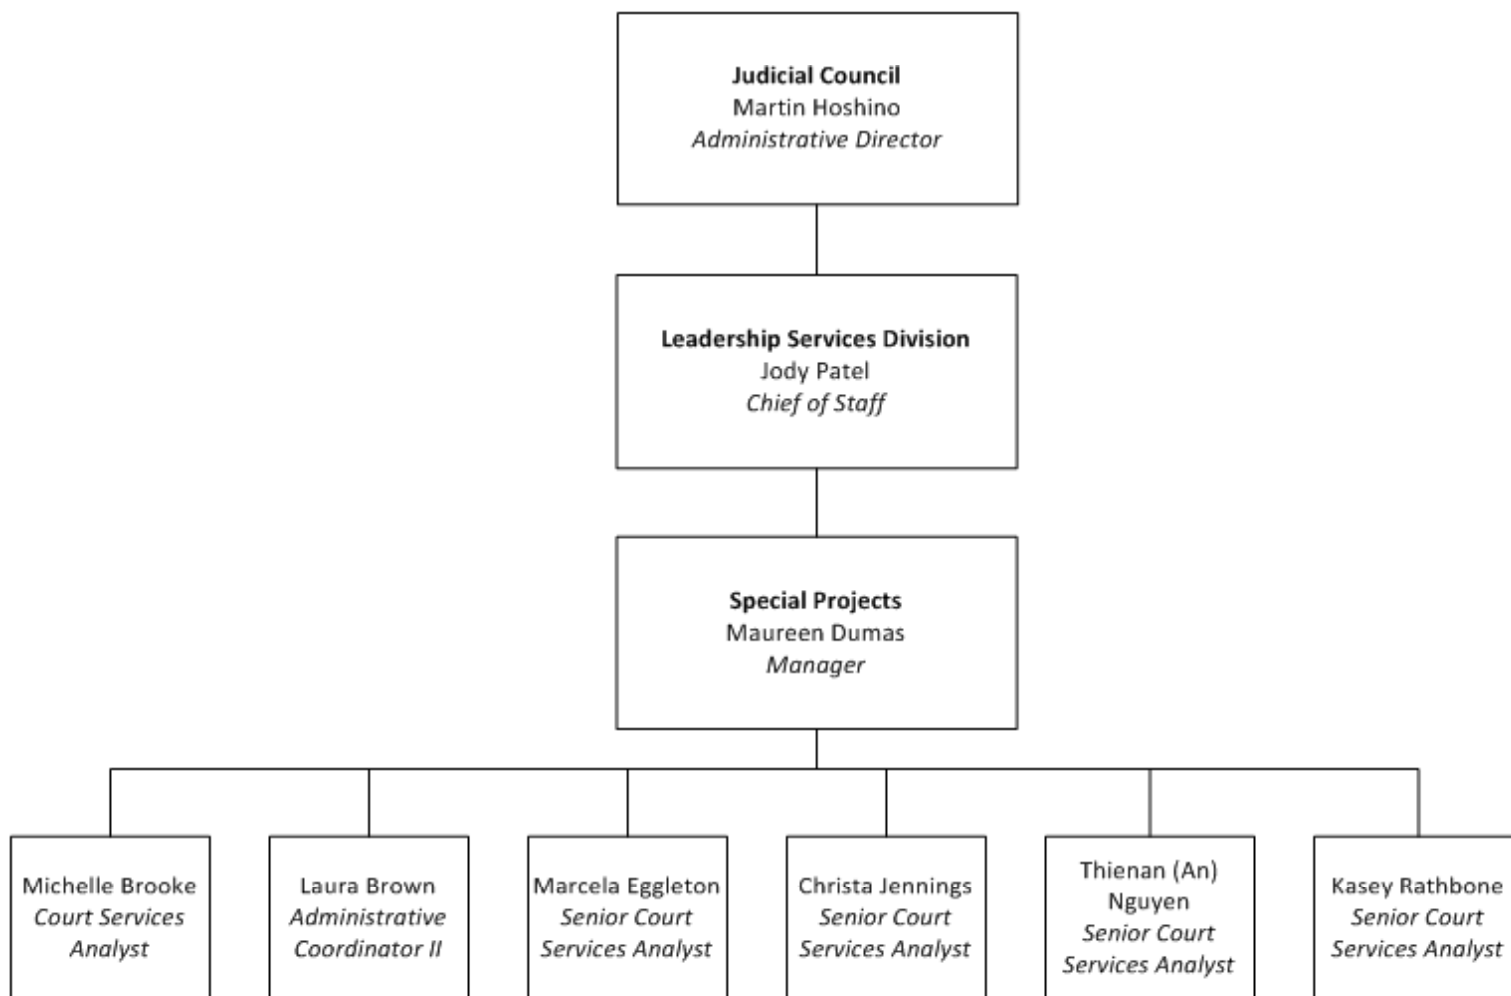 Judicial Council
Martin Hoshino
Administrative Director
Leadership Services Division
Jody Patel
Chief of Staff
Special Projects
Maureen Dumas
Manager
Michelle Brooke
Court Services
Analyst
Laura Brown
Administrative
Coordinator II
Marcela Eggleton
Senior Court
Services Analyst
Christa Jennings
Senior Court
Services Analyst
Thienan (An)
Nguyen
Senior Court
Services Analyst
Kasey Rathbone
Senior Court
Services Analyst